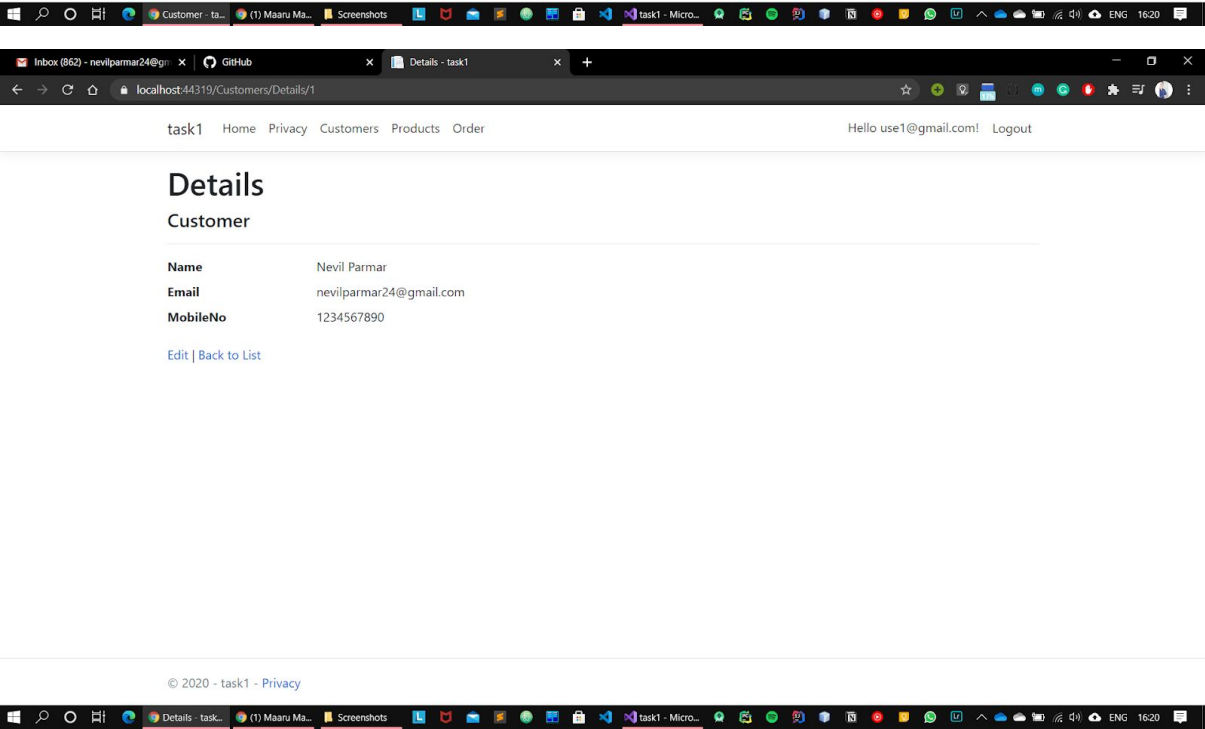 Customer - ta... (1) Maaru Ma... Screenshots L task1 - Micro... Lr ENG 16:20
Inbox (862) - nevilparmar24@gm GitHub Details - task1
localhost:44319/Customers/Details/1
task1 Home Privacy Customers Products Order Hello use1@gmail.com! Logout
Details
Customer
Name Nevil Parmar
Email nevilparmar24@gmail.com
MobileNo 1234567890
Edit | Back to List
© 2020 - task1 - Privacy
Details - task... (1) Maaru Ma... Screenshots L task1 - Micro... Lr ENG 16:20